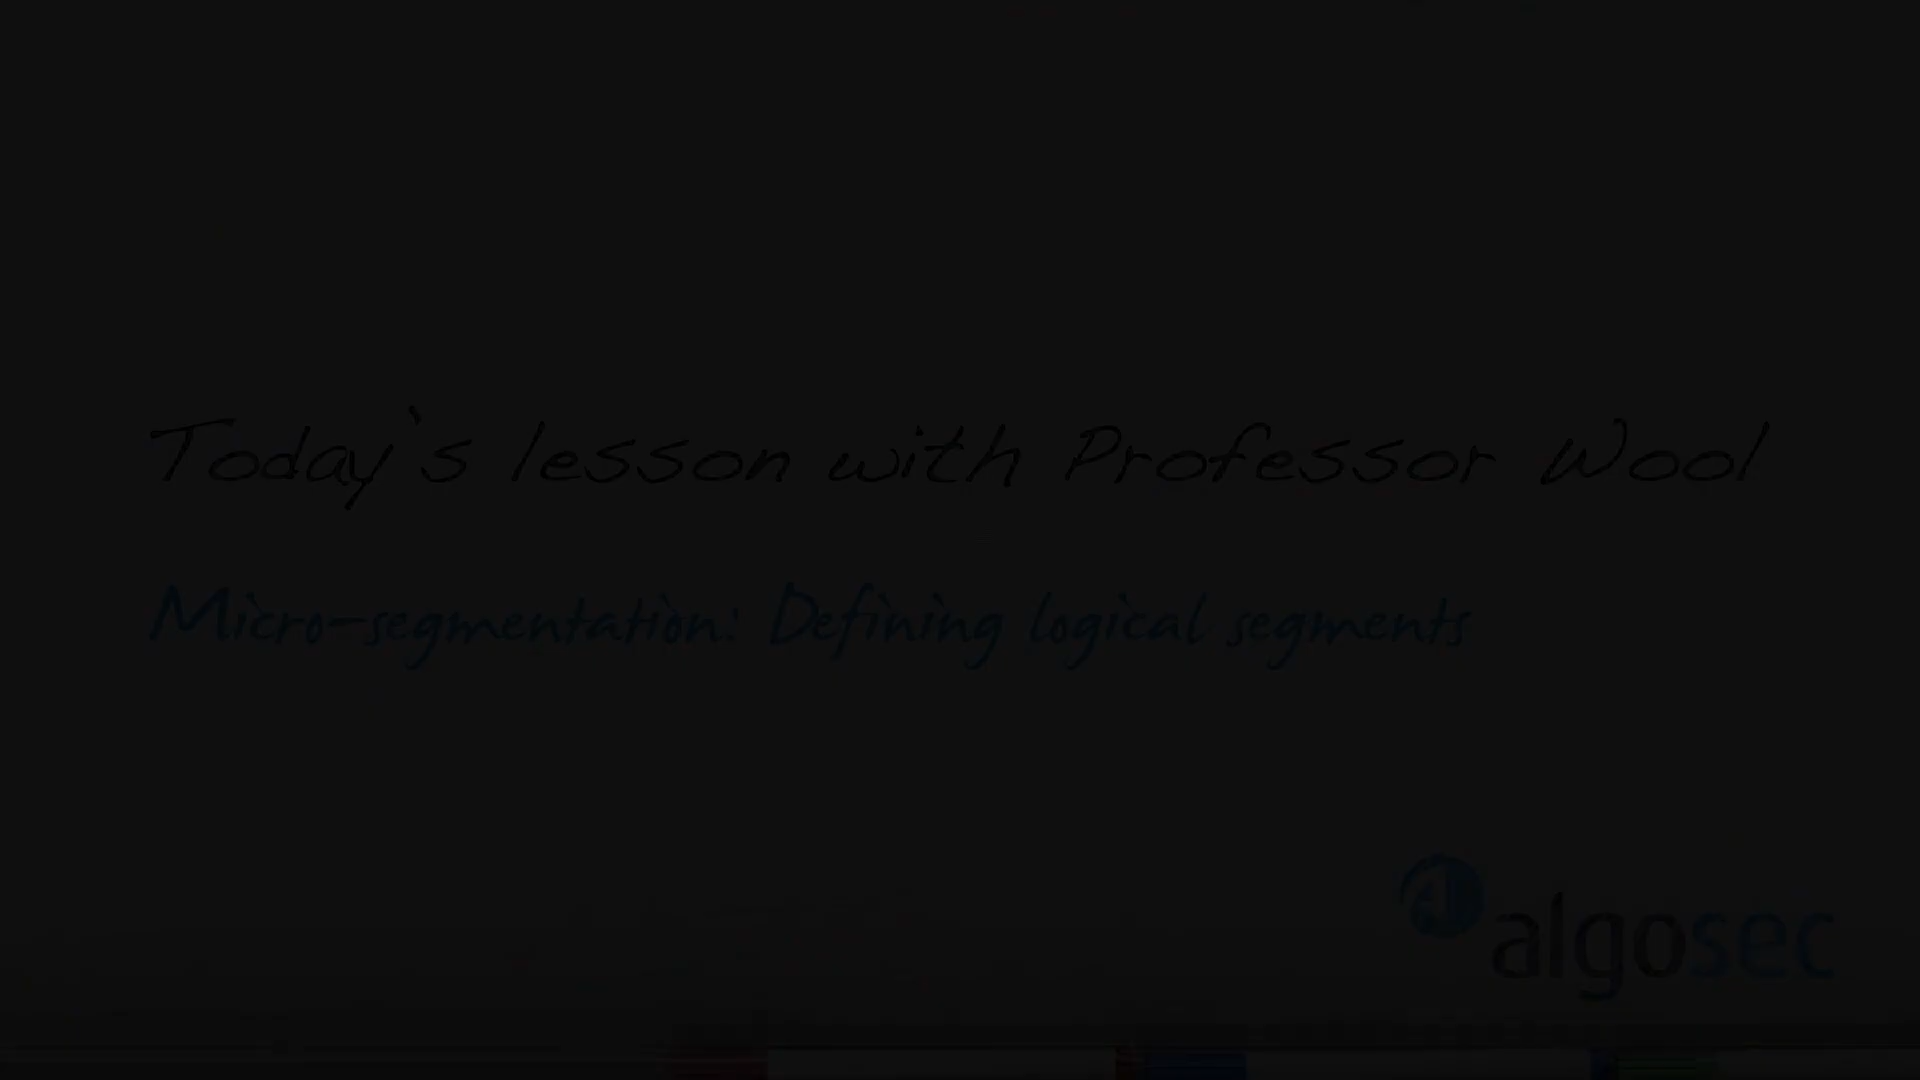 Today's lesson with Professor Wool
Micro-segmentation: Defining logical segments
algosec